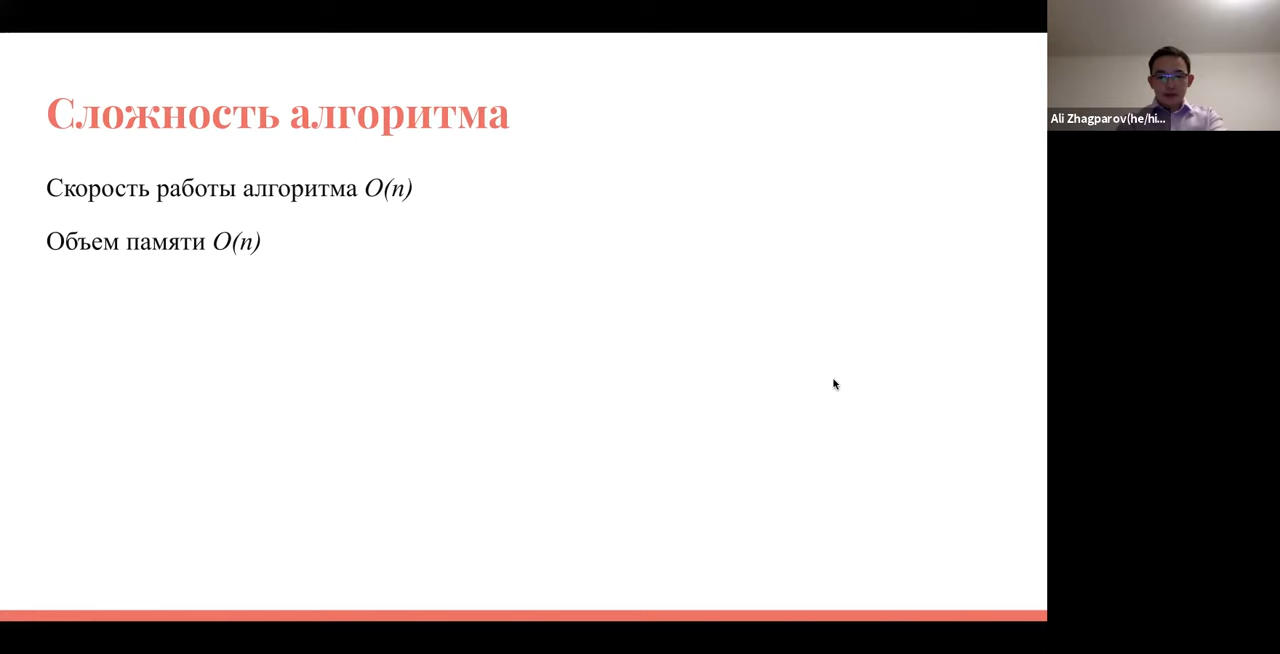 Сложность алгоритма
Скорость работы алгоритма O(n)
Объем памяти O(n)
Ali Zhagparov(he/hi...